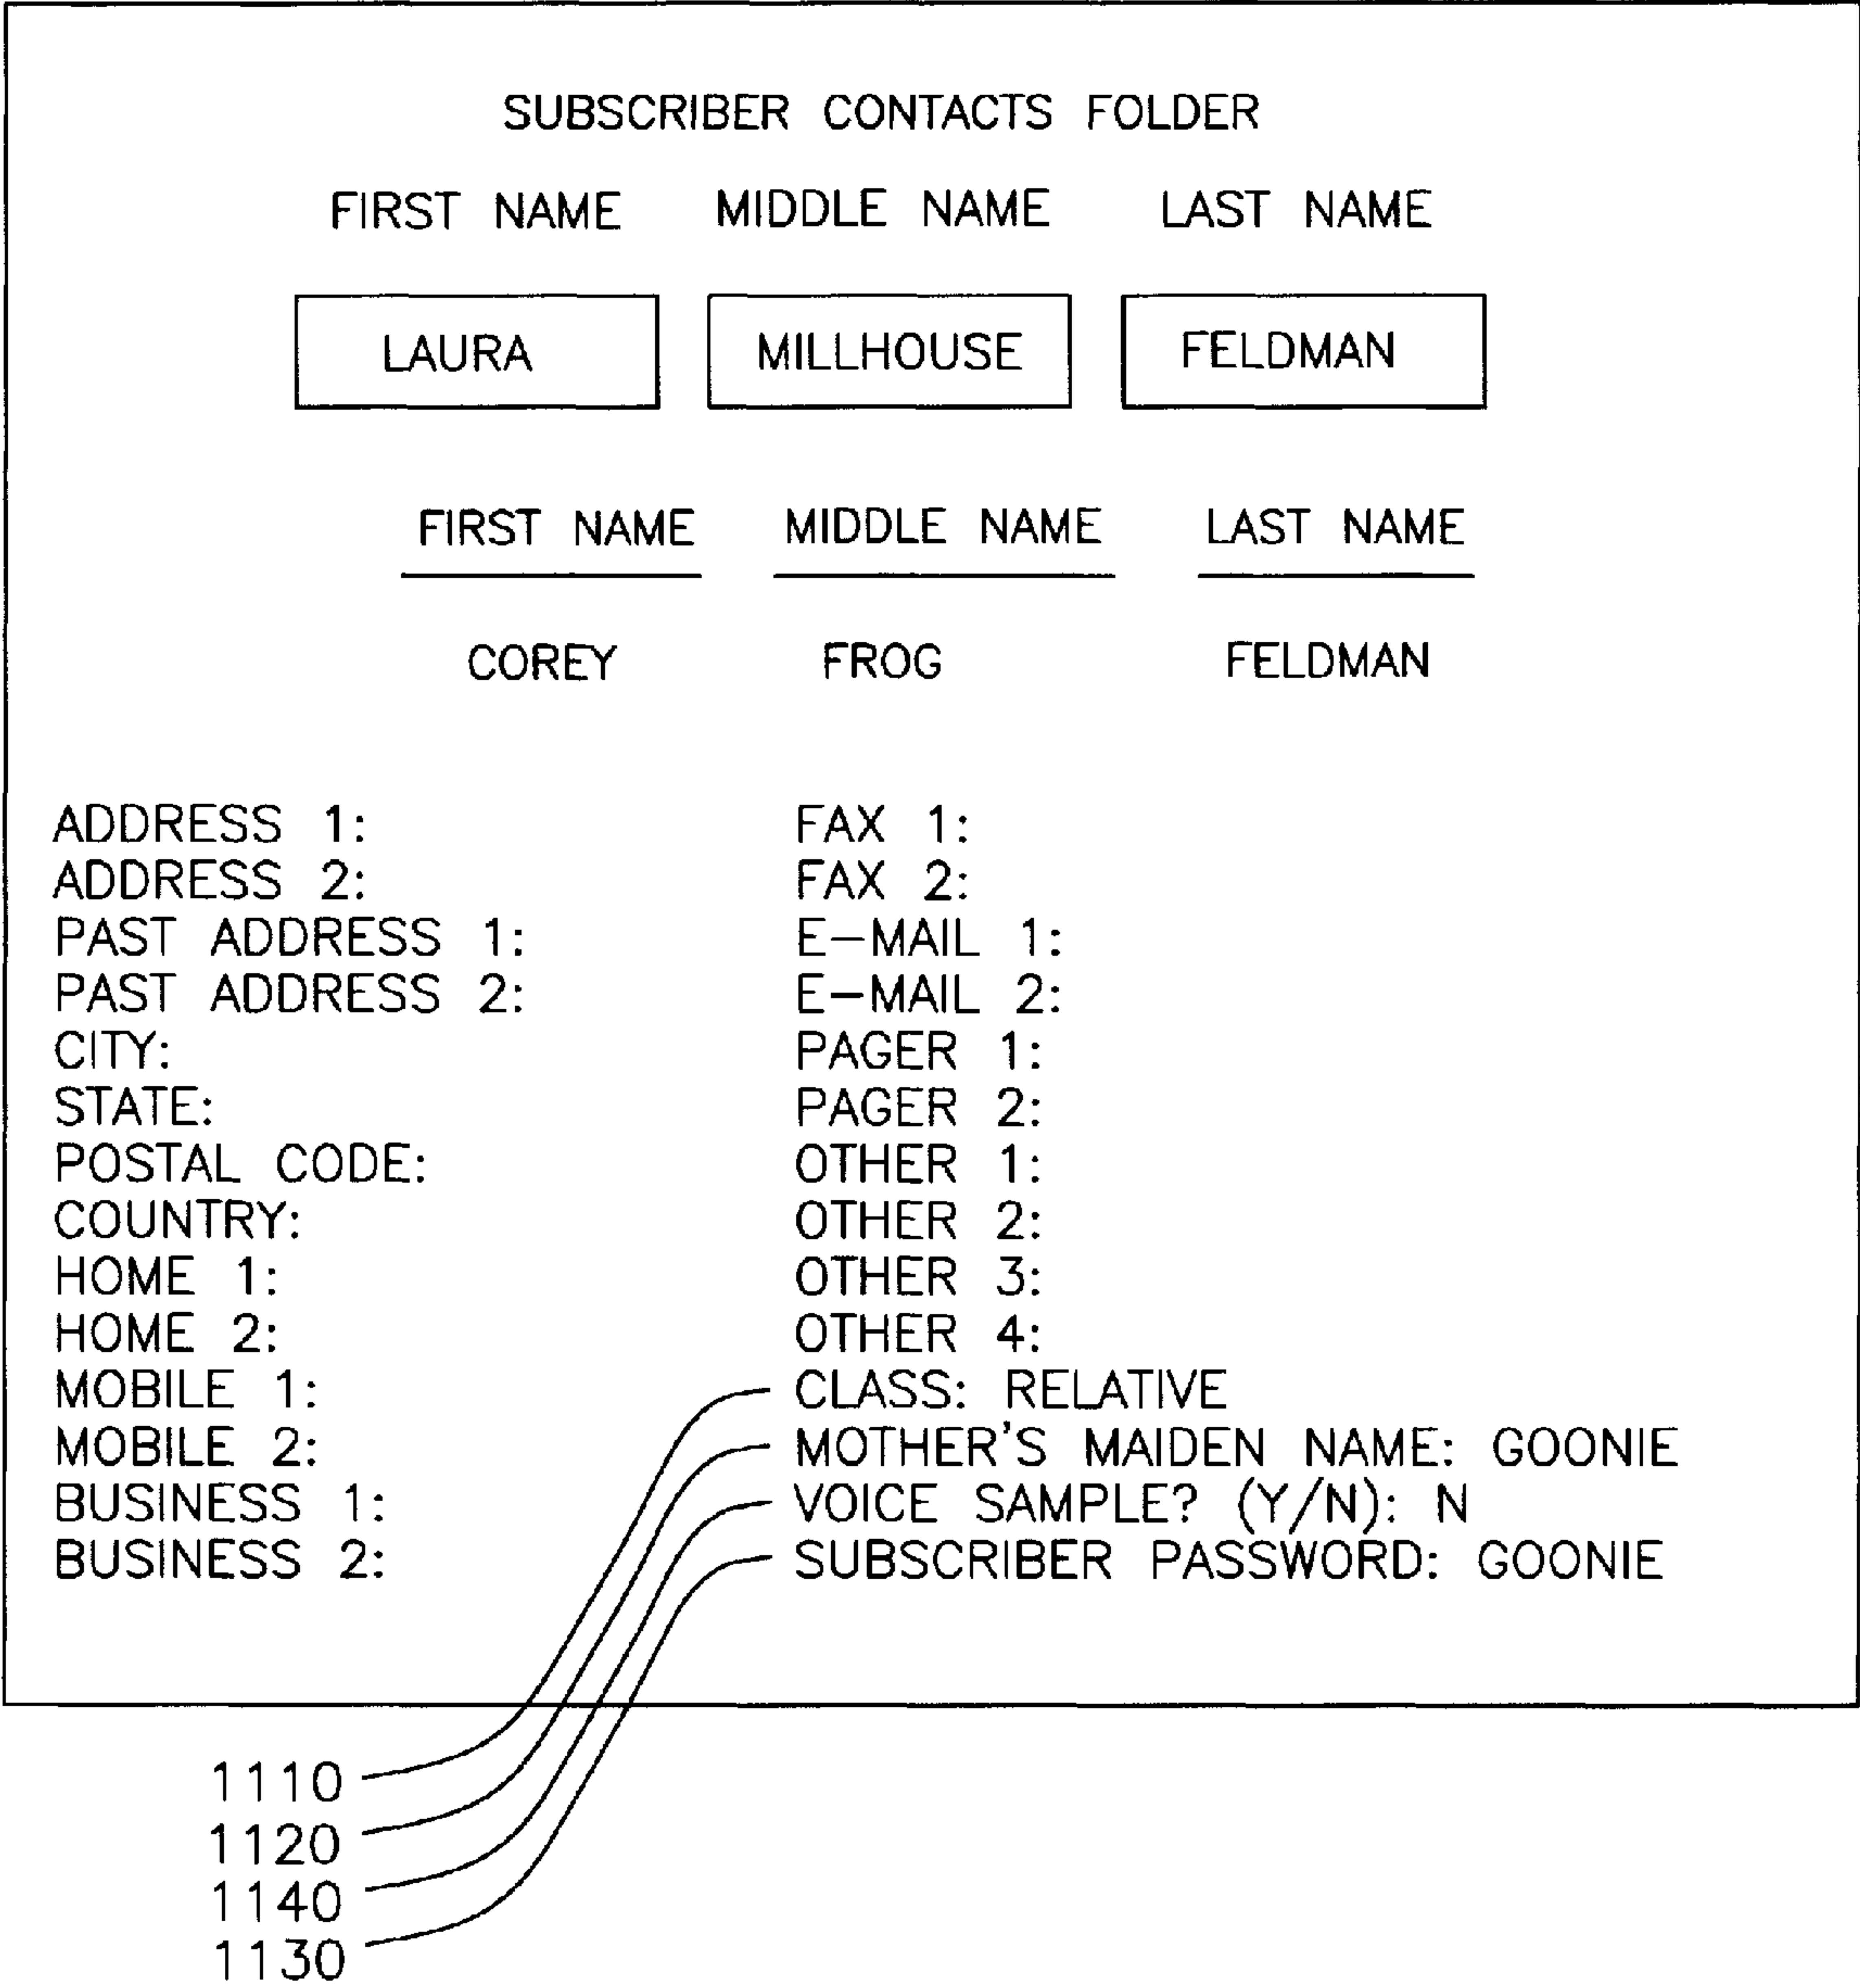 SUBSCRIBER CONTACTS FOLDER
FIRST NAME MIDDLE NAME LAST NAME
LAURA MILLHOUSE FELDMAN
FIRST NAME MIDDLE NAME LAST NAME
COREY FROG FELDMAN
ADDRESS 1:
ADDRESS 2:
PAST ADDRESS 1:
PAST ADDRESS 2:
CITY:
STATE:
POSTAL CODE:
COUNTRY:
HOME 1:
HOME 2:
MOBILE 1:
MOBILE 2:
BUSINESS 1:
BUSINESS 2:
FAX 1:
FAX 2:
E-MAIL 1:
E-MAIL 2:
PAGER 1:
PAGER 2:
OTHER 1:
OTHER 2:
OTHER 3:
OTHER 4:
CLASS: RELATIVE
MOTHER'S MAIDEN NAME: GOONIE
VOICE SAMPLE? (Y/N): N
SUBSCRIBER PASSWORD: GOONIE
1110
1120
1140
1130